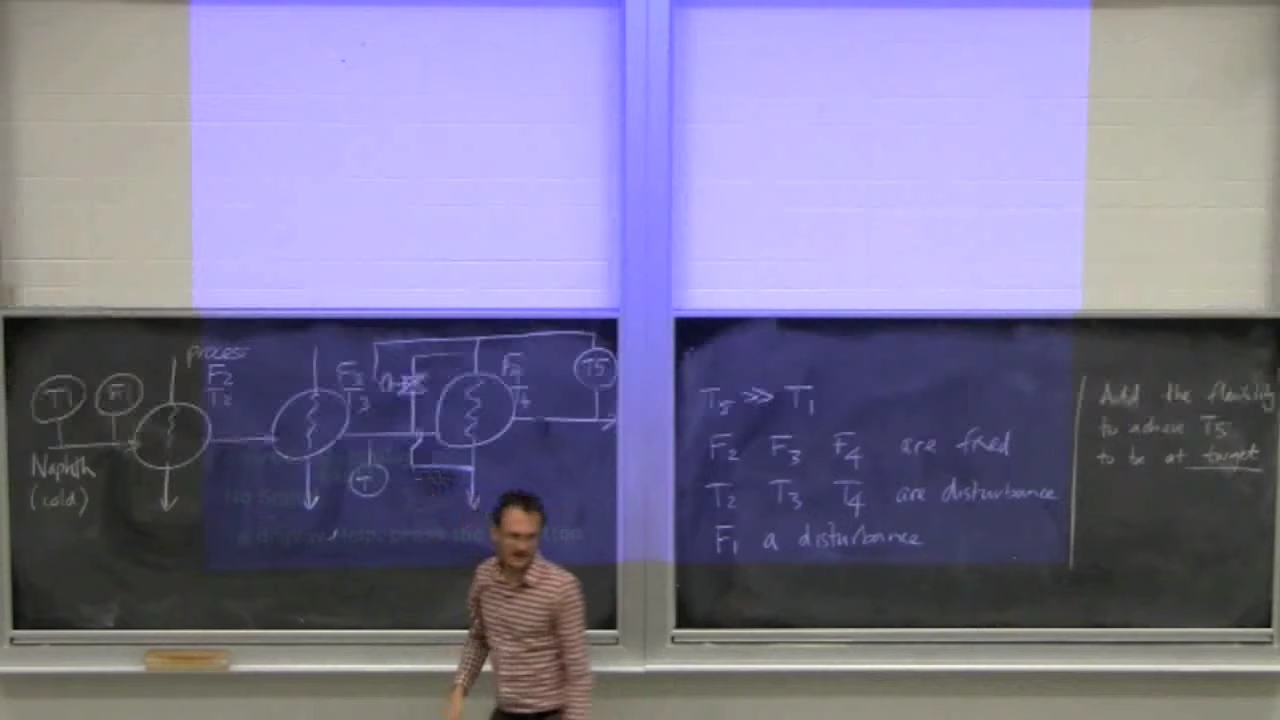 process
F2
T2
F3
T3
F4
T4
T1
F1
T5
T
Naphtha
(cold)
T5 >> T1
F2 F3 F4 are fixed
T2 T3 T4 are disturbance
F1 a disturbance
Add the flexibility
to achieve T5
to be at target